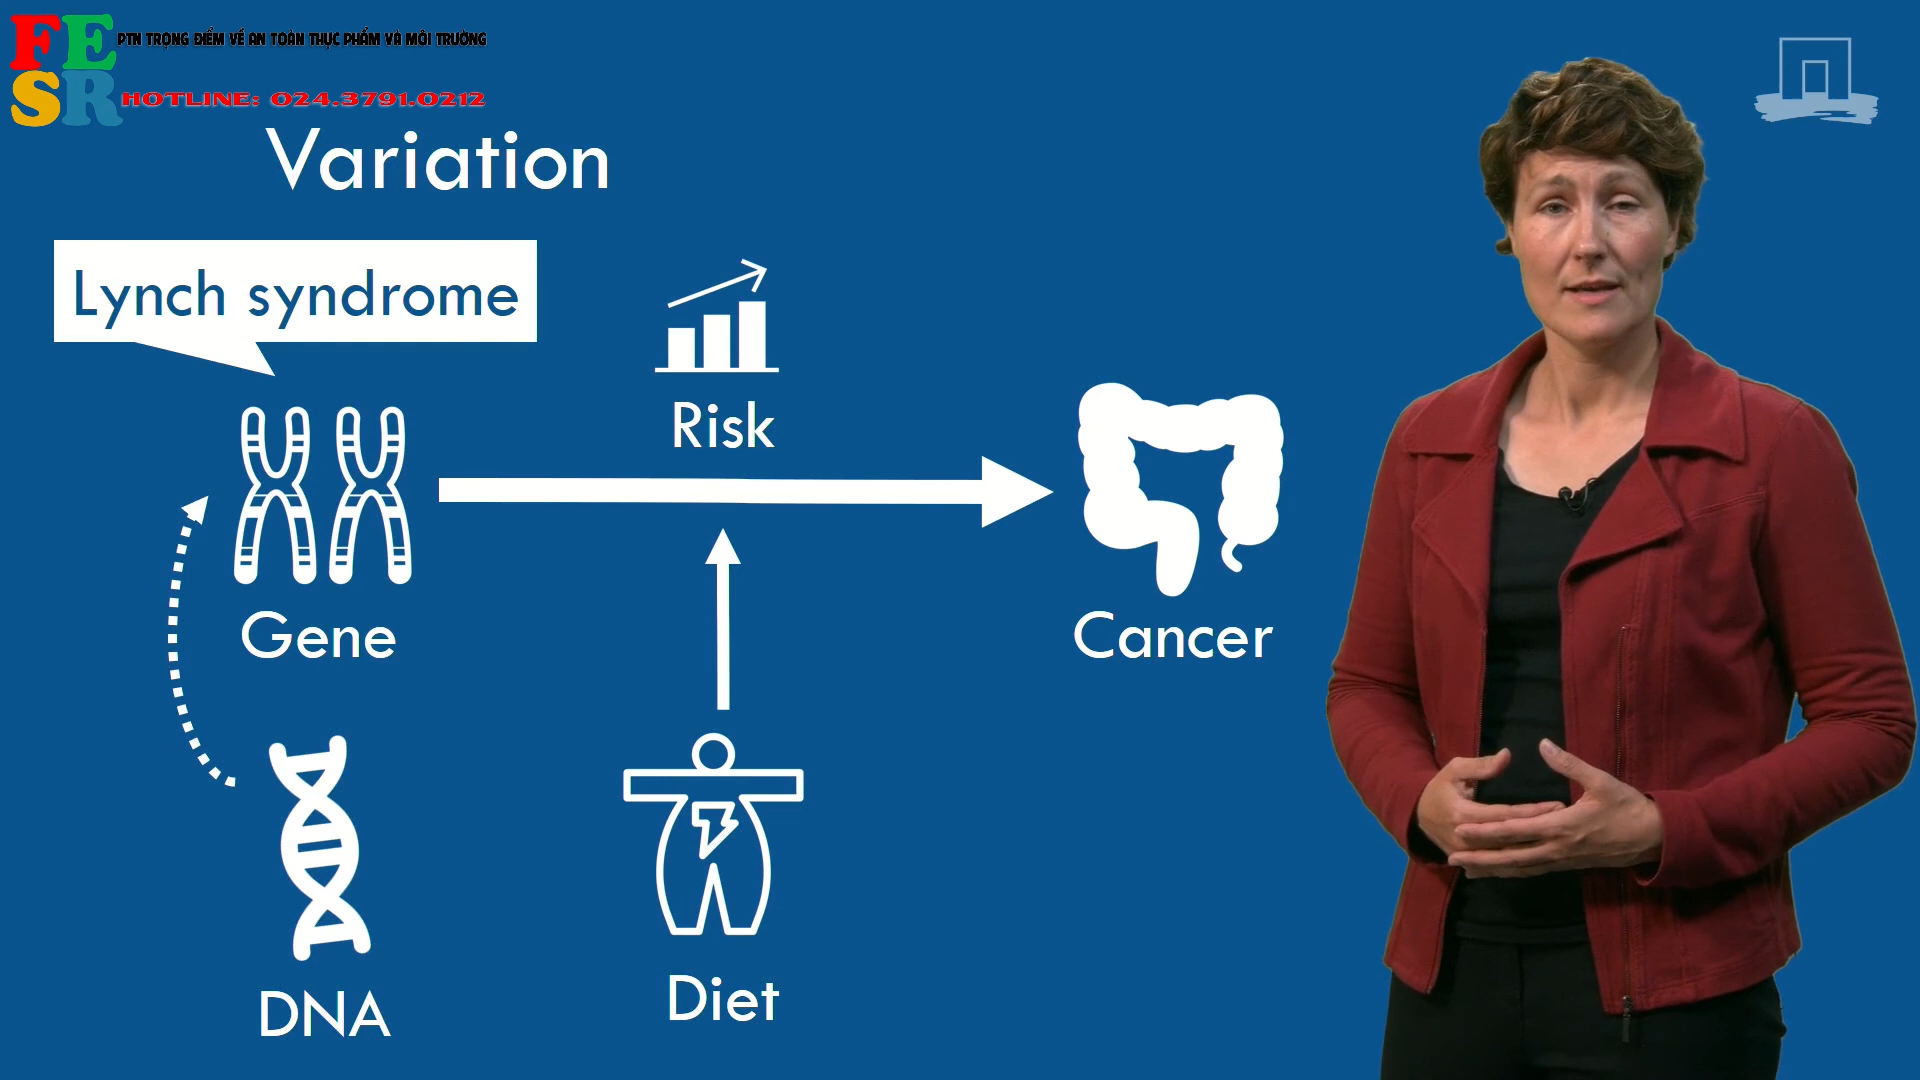 FE
SR
PTN TRỌNG ĐIỂM VỀ AN TOÀN THỰC PHẨM VÀ MÔI TRƯỜNG
HOTLINE: 024.3791.0212
Variation
Lynch syndrome
Risk
Gene
Cancer
DNA
Diet